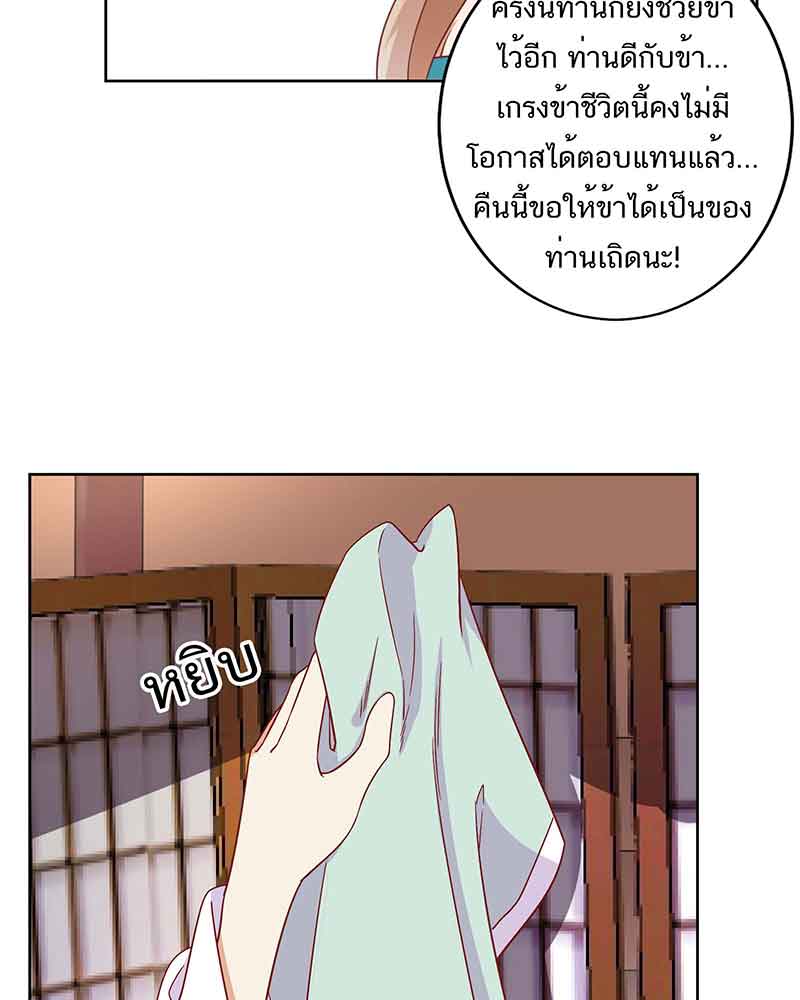 ครั้งนี้ท่านก็ยังช่วยข้า
ไว้อีก ท่านดีกับข้า...
เกรงข้าชีวิตนี้คงไม่มี
โอกาสได้ตอบแทนแล้ว...
คืนนี้ขอให้ข้าได้เป็นของ
ท่านเถิดนะ!
หยิบ